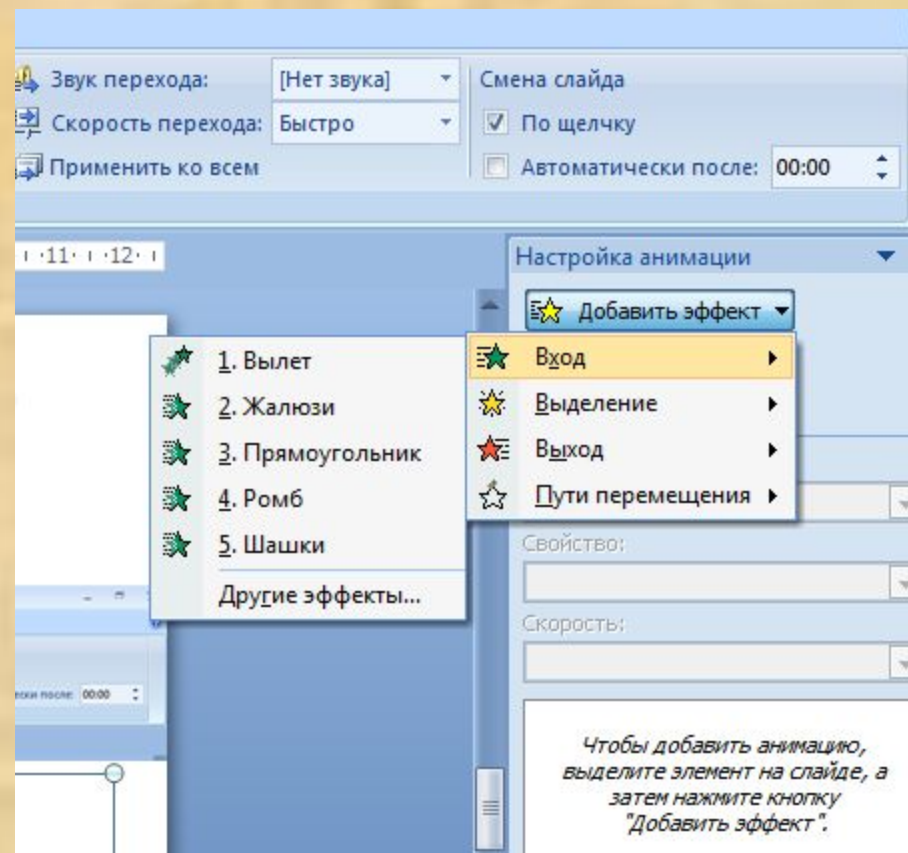 Звук перехода: [Нет звука]
Скорость перехода: Быстро
Применить ко всем
Смена слайда
По щелчку
Автоматически после: 00:00
11 12
Настройка анимации
Добавить эффект
Вход
Выделение
Выход
Пути перемещения
1. Вылет
2. Жалюзи
3. Прямоугольник
4. Ромб
5. Шашки
Другие эффекты...
Свойство:
Скорость:
после: 00:00
Чтобы добавить анимацию,
выделите элемент на слайде, а
затем нажмите кнопку
"Добавить эффект".